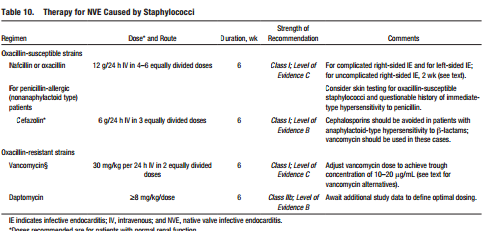 Table 10. Therapy for NVE Caused by Staphylococci
Regimen Dose* and Route Duration, wk Strength of Recommendation Comments
Oxacillin-susceptible strains
Nafcillin or oxacillin 12 g/24 h IV in 4–6 equally divided doses 6 Class I; Level of Evidence C For complicated right-sided IE and for left-sided IE; for uncomplicated right-sided IE, 2 wk (see text).
For penicillin-allergic (nonanaphylactoid type) patients Consider skin testing for oxacillin-susceptible staphylococci and questionable history of immediate-type hypersensitivity to penicillin.
Cefazolin* 6 g/24 h IV in 3 equally divided doses 6 Class I; Level of Evidence B Cephalosporins should be avoided in patients with anaphylactoid-type hypersensitivity to β-lactams; vancomycin should be used in these cases.
Oxacillin-resistant strains
Vancomycin§ 30 mg/kg per 24 h IV in 2 equally divided doses 6 Class I; Level of Evidence C Adjust vancomycin dose to achieve trough concentration of 10–20 μg/mL (see text for vancomycin alternatives).
Daptomycin ≥8 mg/kg/dose 6 Class IIb; Level of Evidence B Await additional study data to define optimal dosing.
IE indicates infective endocarditis; IV, intravenous; and NVE, native valve infective endocarditis.
*Doses recommended are for patients with normal renal function.